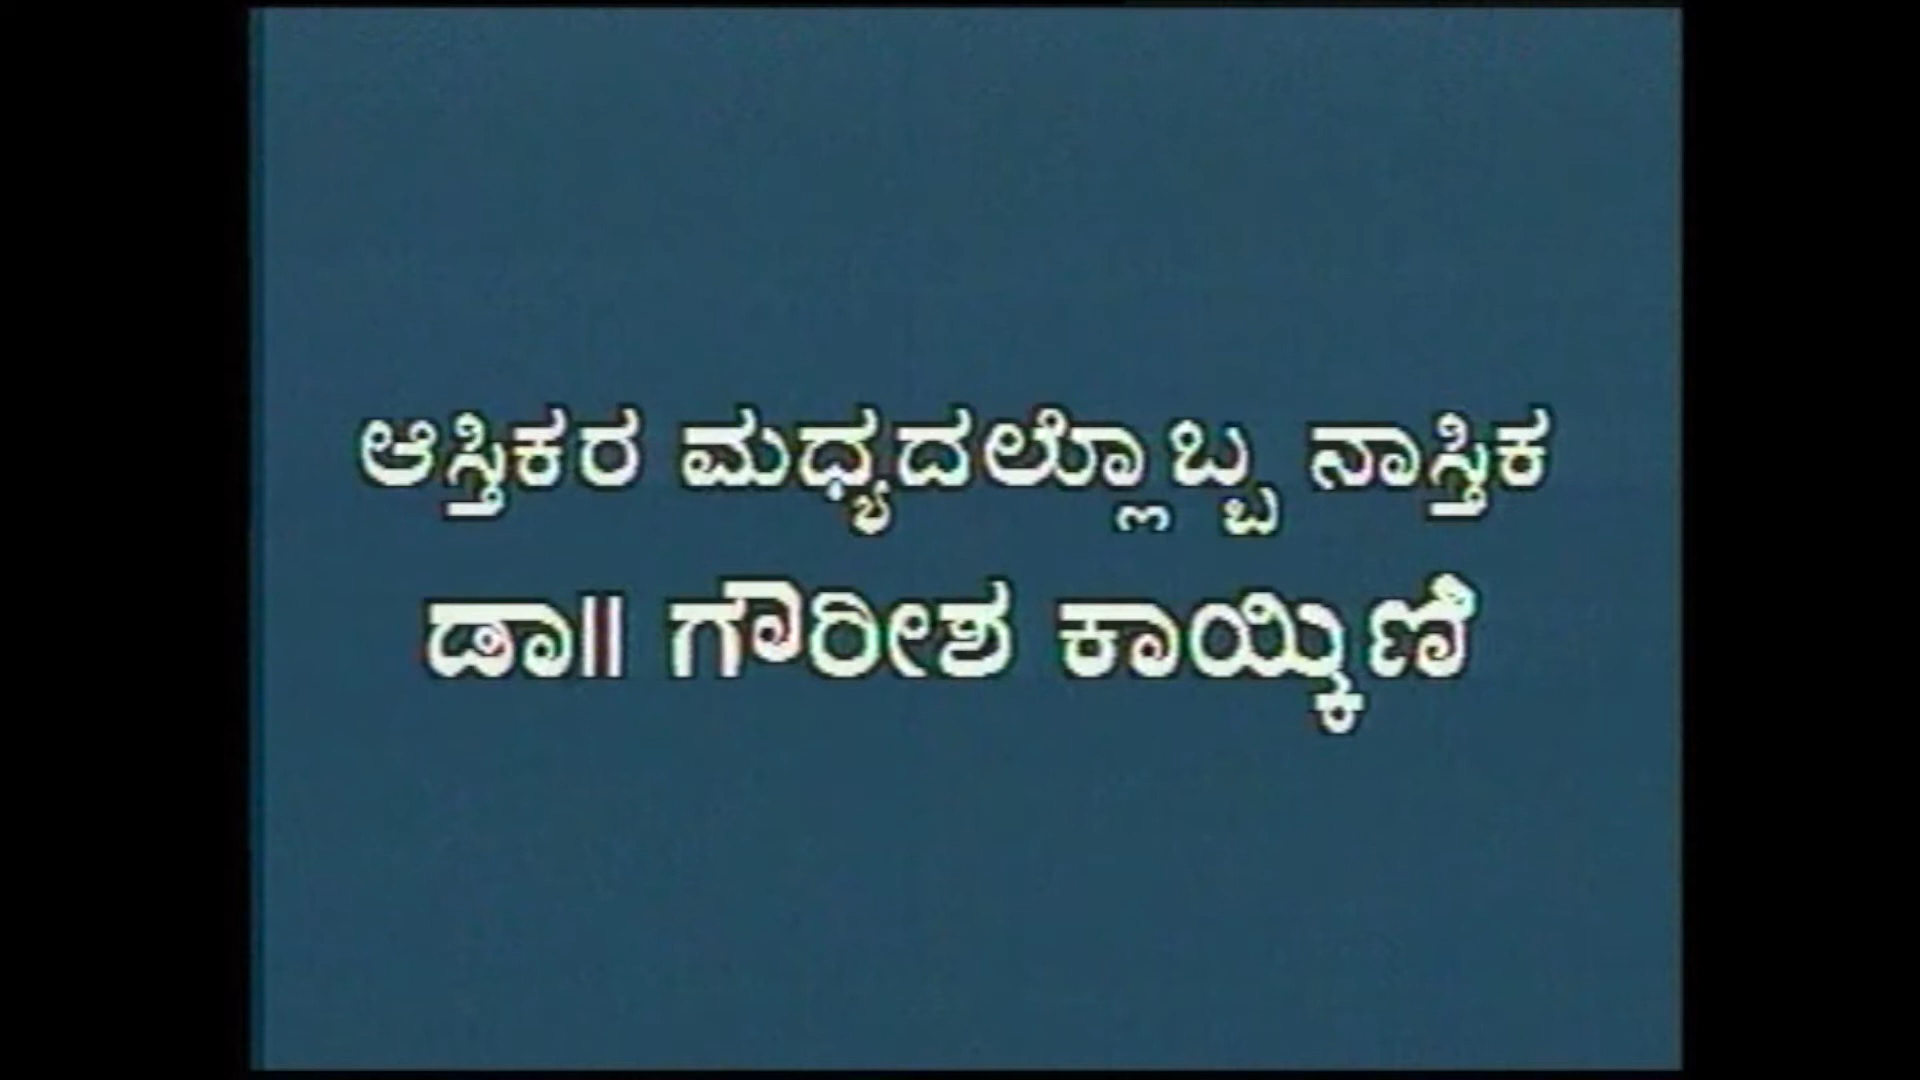 ಆಸ್ತಿಕರ ಮಧ್ಯದಲ್ಲೊಬ್ಬ ನಾಸ್ತಿಕ
ಡಾ|| ಗೌರೀಶ ಕಾಯ್ಕಿಣಿ